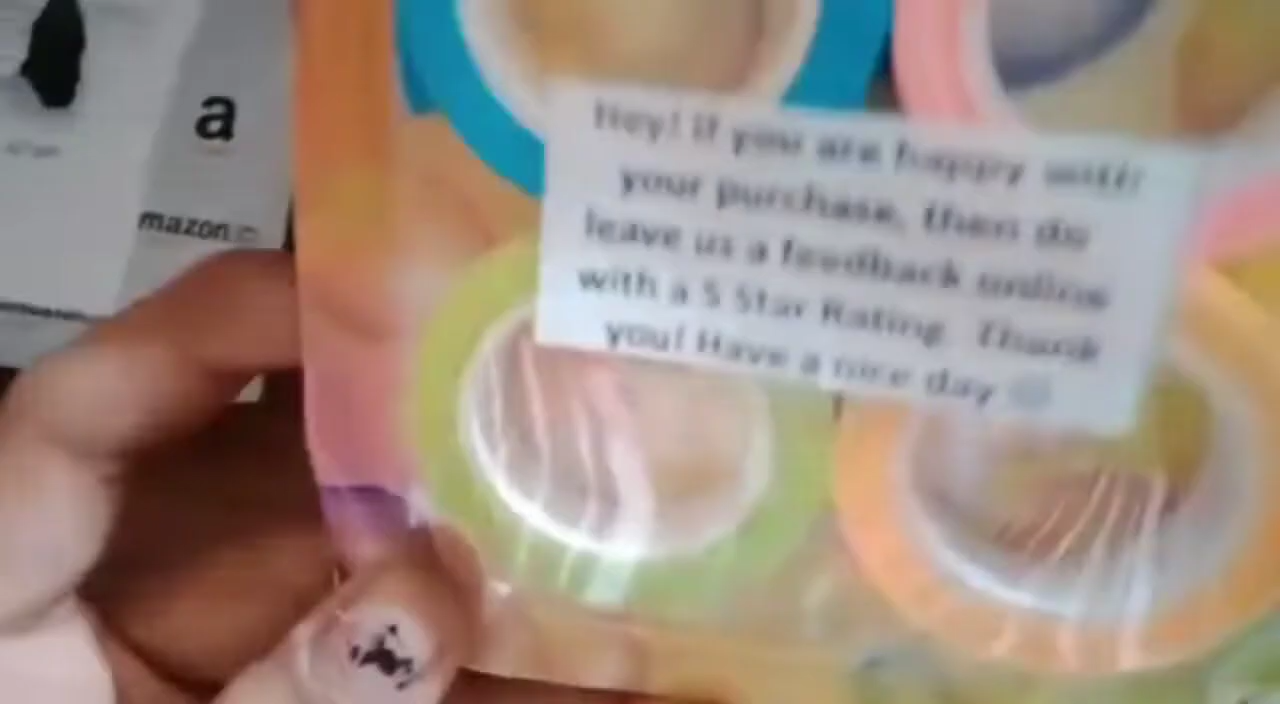 a
mazon
Hey! If you are happy with
your purchase, then do
leave us a feedback online
with a 5 Star Rating. Thank
you! Have a nice day